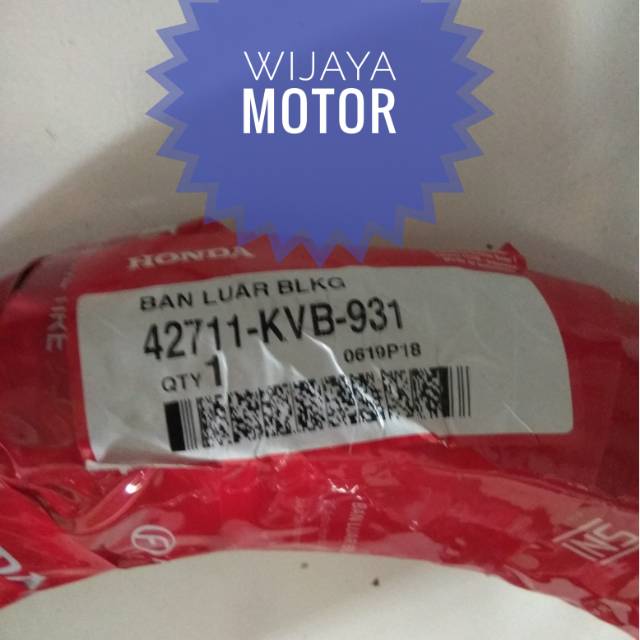 WIJAYA
MOTOR
HONDA
BAN LUAR BLKG
42711-KVB-931
QTY 1
0619P18